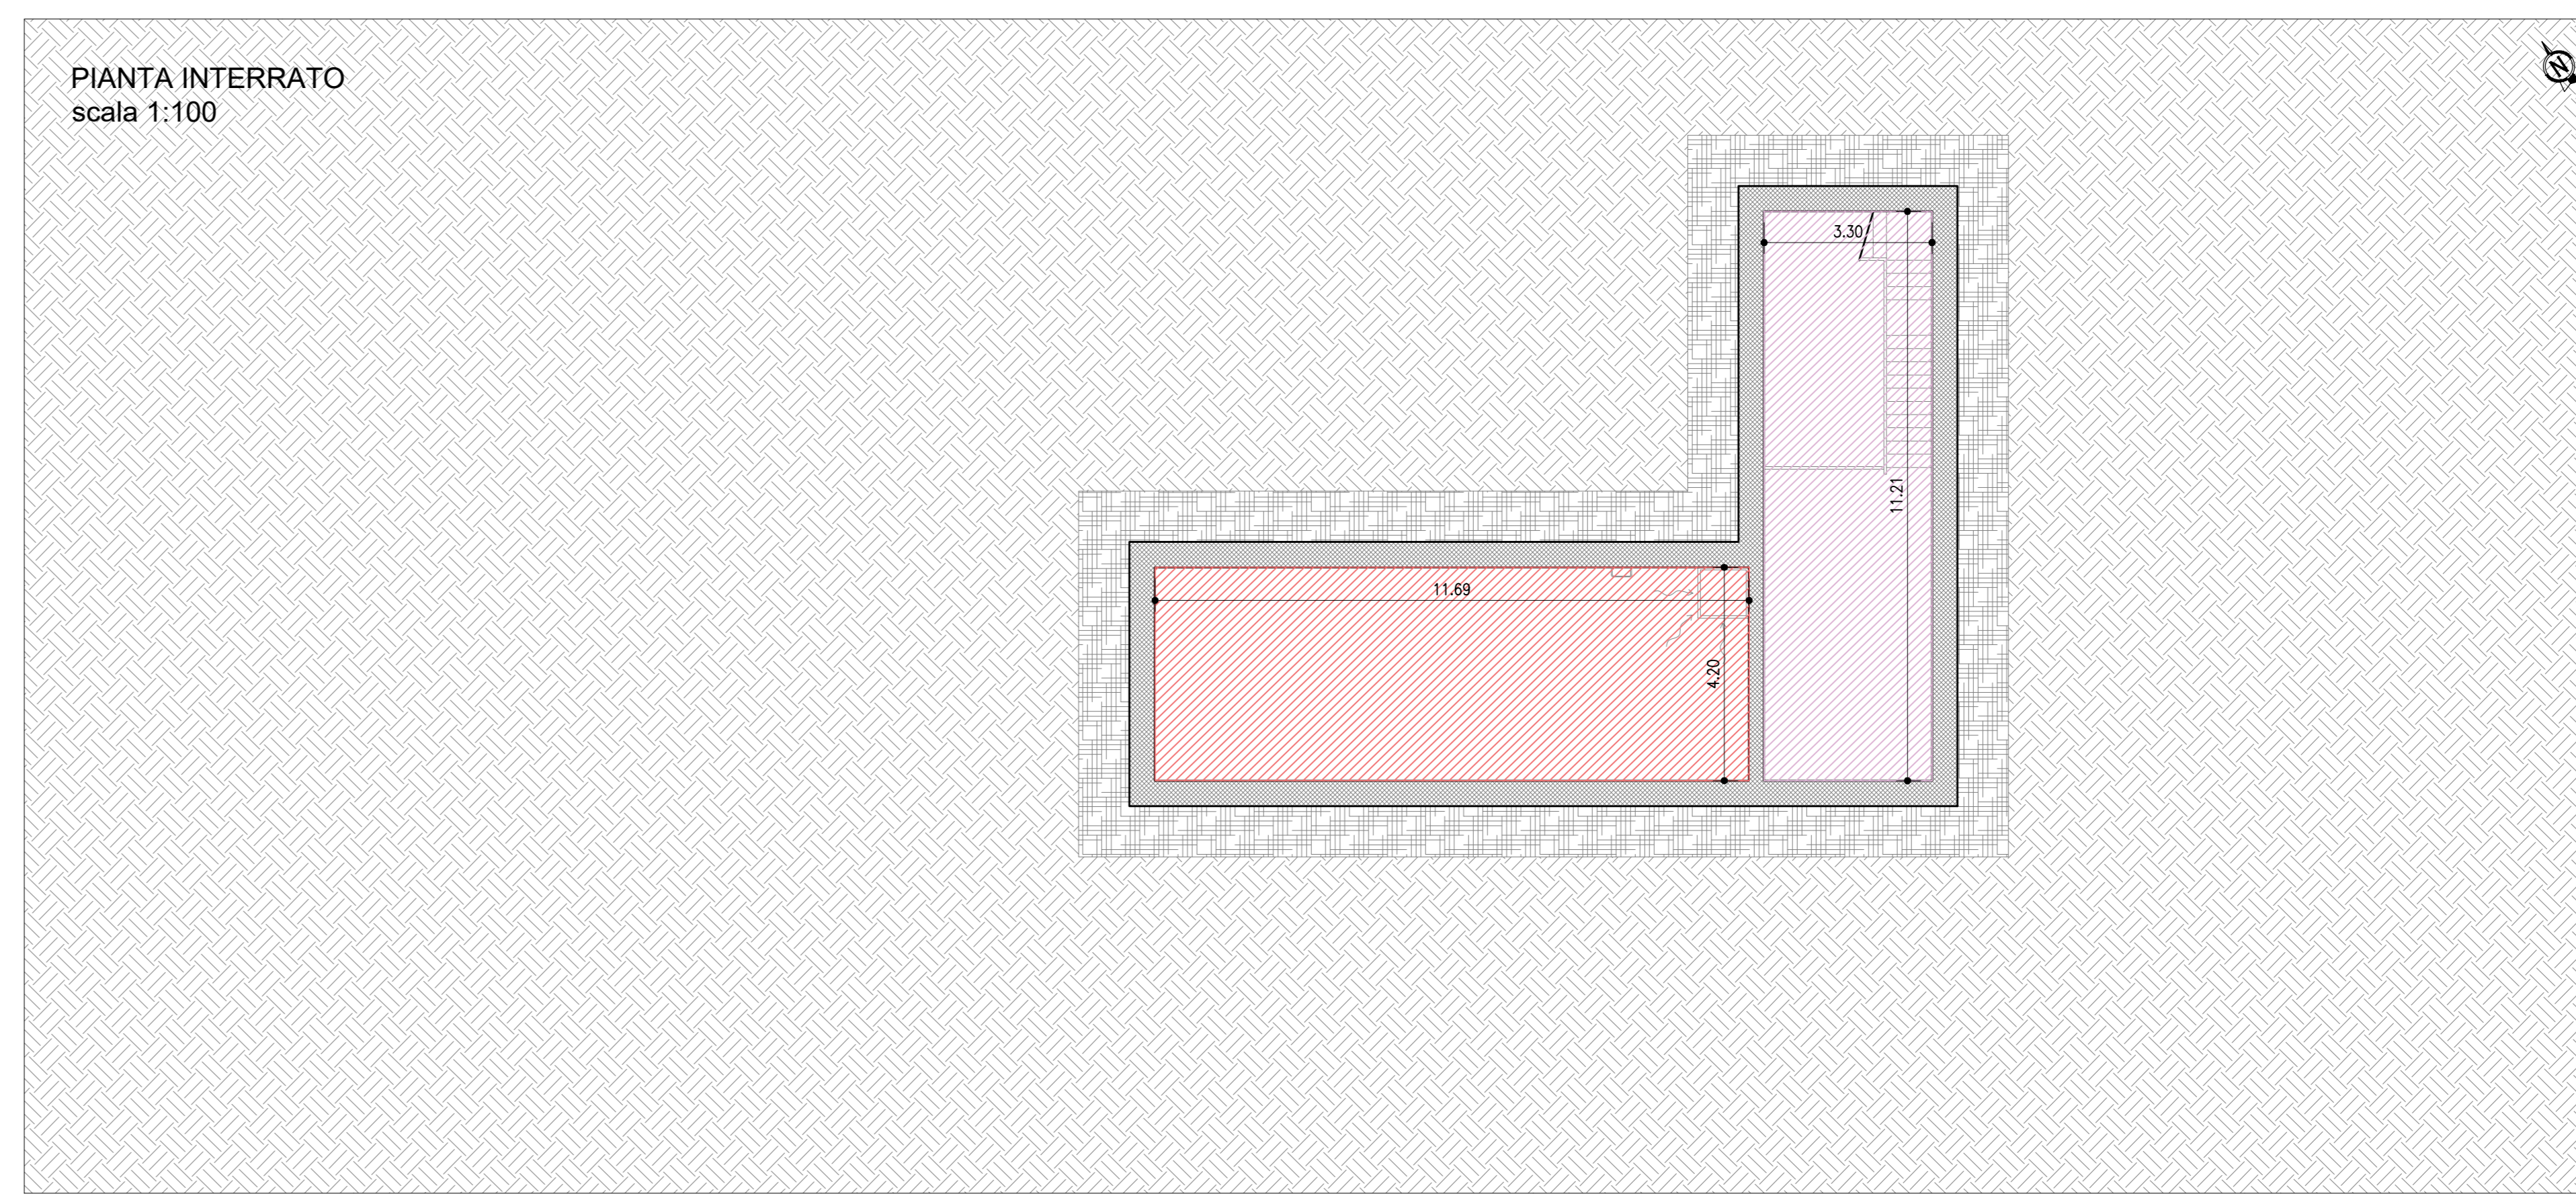 PIANTA INTERRATO
scala 1:100
N
3.30
11.21
11.69
4.20